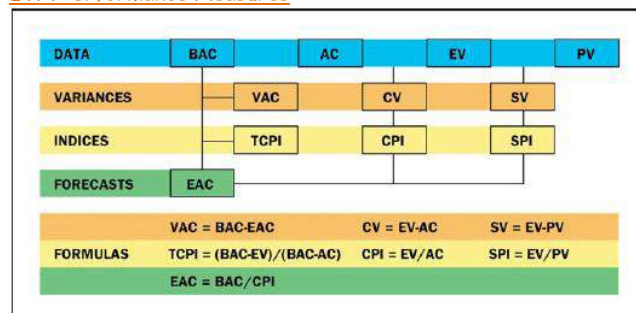 DATA BAC AC EV PV
VARIANCES VAC CV SV
INDICES TCPI CPI SPI
FORECASTS EAC
VAC = BAC-EAC CV = EV-AC SV = EV-PV
FORMULAS TCPI = (BAC-EV)/(BAC-AC) CPI = EV/AC SPI = EV/PV
EAC = BAC/CPI